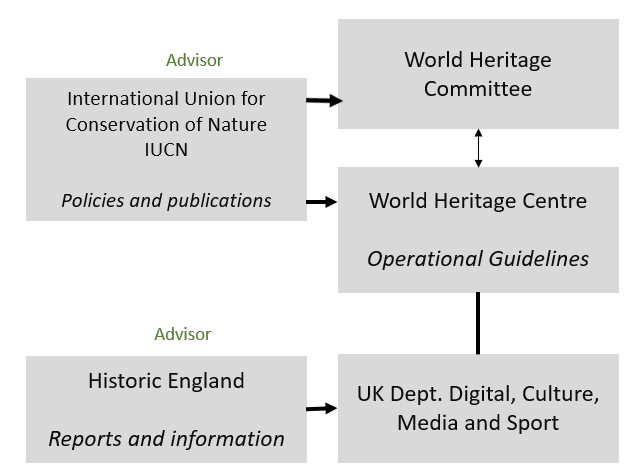 Advisor
International Union for
Conservation of Nature
IUCN
Policies and publications
World Heritage
Committee
World Heritage Centre
Operational Guidelines
Advisor
Historic England
Reports and information
UK Dept. Digital, Culture,
Media and Sport